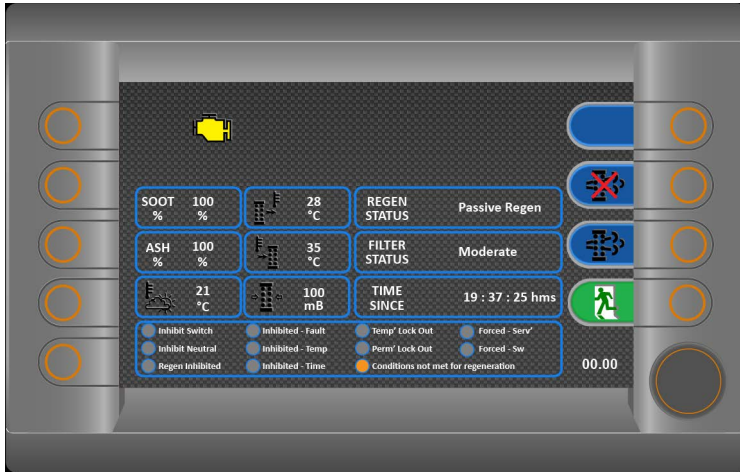 SOOT 100 28 REGEN Passive Regen
% % °C STATUS
ASH 100 35 FILTER Moderate
% % °C STATUS
21 100 TIME 19 : 37 : 25 hms
°C mB SINCE
Inhibit Switch Inhibited - Fault Temp' Lock Out Forced - Serv'
Inhibit Neutral Inhibited - Temp Perm' Lock Out Forced - Sw
Regen Inhibited Inhibited - Time Conditions not met for regeneration
00.00